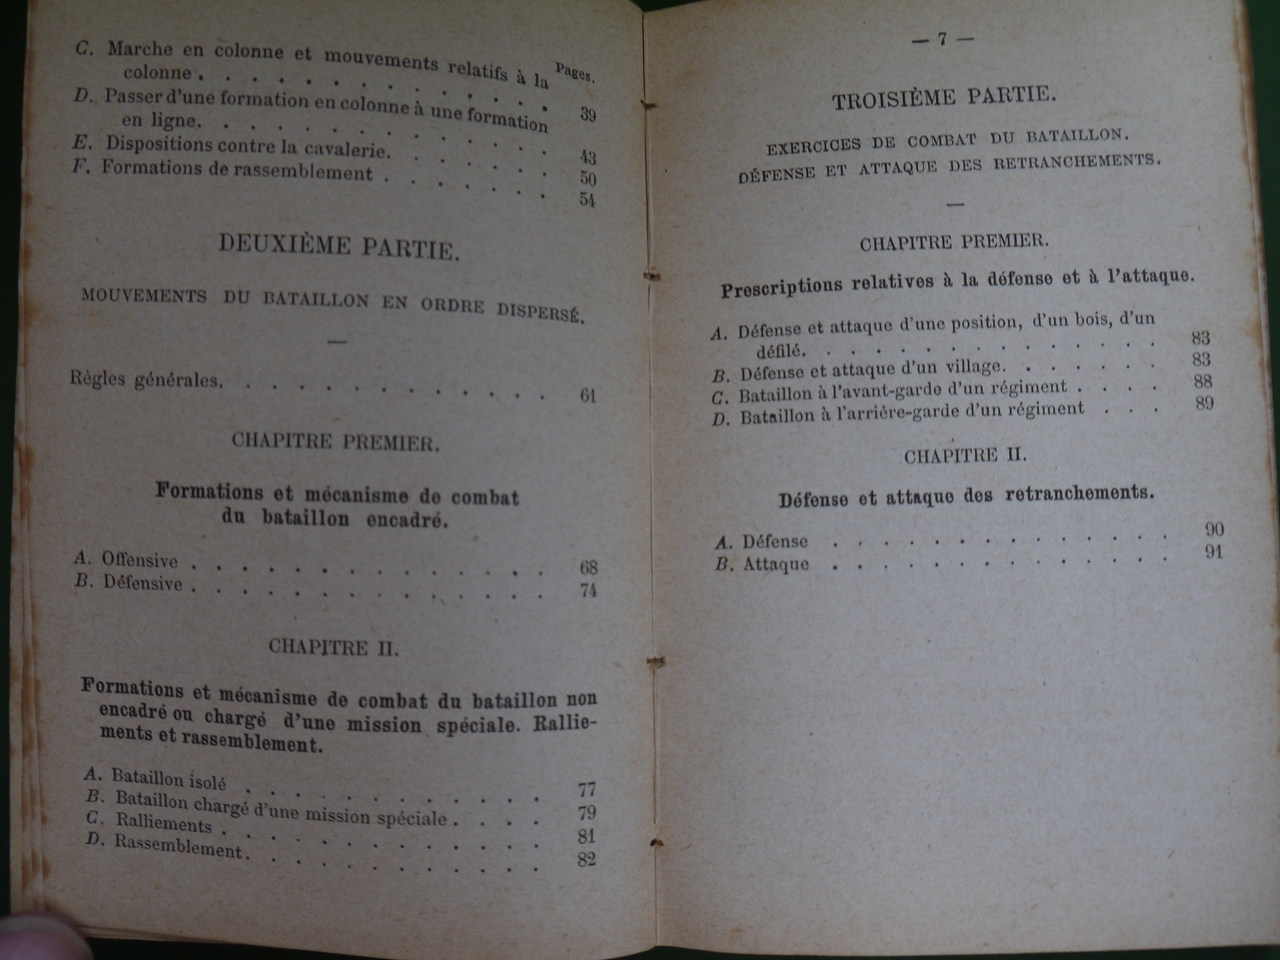 Pages.
C. Marche en colonne et mouvements relatifs à la
colonne . . . . . . . . . . . 39
D. Passer d'une formation en colonne à une formation
en ligne. . . . . . . . . . . 43
E. Dispositions contre la cavalerie. . . . . . 50
F. Formations de rassemblement . . . . . . 54
DEUXIÈME PARTIE.
MOUVEMENTS DU BATAILLON EN ORDRE DISPERSÉ.
—
Règles générales. . . . . . . . . . . 61
CHAPITRE PREMIER.
Formations et mécanisme de combat
du bataillon encadré.
A. Offensive . . . . . . . . . . . . 68
B. Défensive . . . . . . . . . . . . 74
CHAPITRE II.
Formations et mécanisme de combat du bataillon non
encadré ou chargé d'une mission spéciale. Rallie-
ments et rassemblement.
A. Bataillon isolé . . . . . . . . . . 77
B. Bataillon chargé d'une mission spéciale . . . . 79
C. Ralliements . . . . . . . . . . . 81
D. Rassemblement. . . . . . . . . . . 82
— 7 —
TROISIÈME PARTIE.
EXERCICES DE COMBAT DU BATAILLON.
DÉFENSE ET ATTAQUE DES RETRANCHEMENTS.
—
CHAPITRE PREMIER.
Prescriptions relatives à la défense et à l'attaque.
A. Défense et attaque d'une position, d'un bois, d'un
défilé. . . . . . . . . . . . . 83
B. Défense et attaque d'un village. . . . . . . 83
C. Bataillon à l'avant-garde d'un régiment . . . . 88
D. Bataillon à l'arrière-garde d'un régiment . . . 89
CHAPITRE II.
Défense et attaque des retranchements.
A. Défense . . . . . . . . . . . . 90
B. Attaque . . . . . . . . . . . . 91